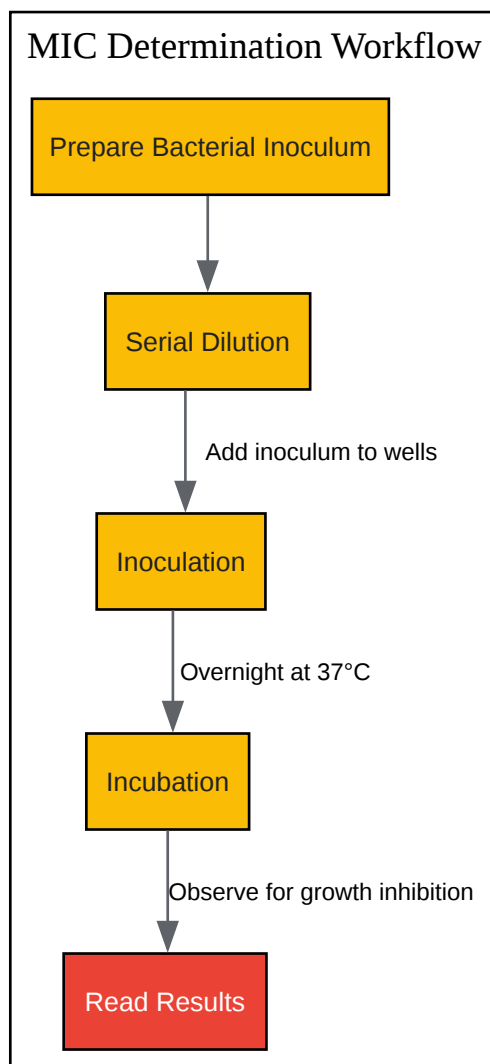 MIC Determination Workflow
Prepare Bacterial Inoculum
Serial Dilution
Add inoculum to wells
Inoculation
Overnight at 37°C
Incubation
Observe for growth inhibition
Read Results